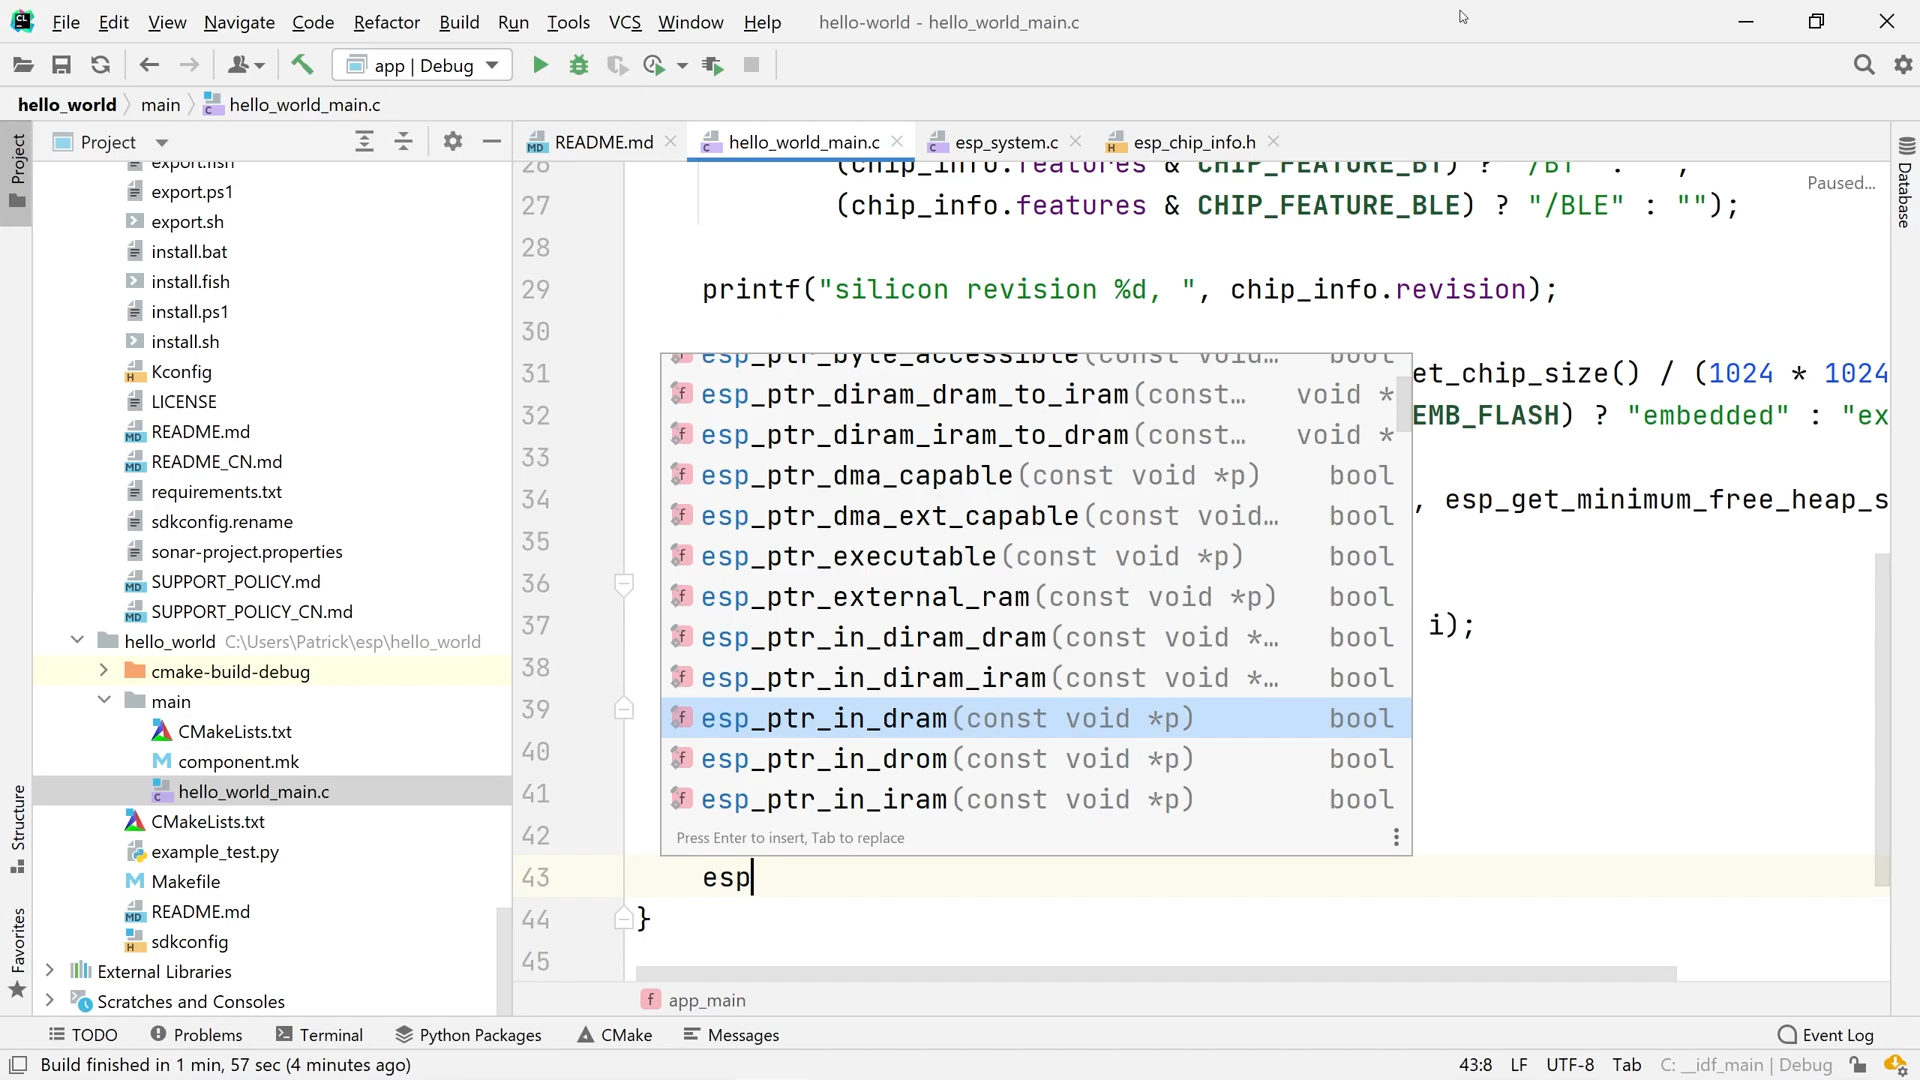 File Edit View Navigate Code Refactor Build Run Tools VCS Window Help hello-world - hello_world_main.c
app | Debug
hello_world main hello_world_main.c
Project
Project
README.md
hello_world_main.c
esp_system.c
esp_chip_info.h
Database
export.fish
export.ps1
export.sh
install.bat
install.fish
install.ps1
install.sh
Kconfig
LICENSE
README.md
README_CN.md
requirements.txt
sdkconfig.rename
sonar-project.properties
SUPPORT_POLICY.md
SUPPORT_POLICY_CN.md
hello_world C:\Users\Patrick\esp\hello_world
cmake-build-debug
main
CMakeLists.txt
component.mk
hello_world_main.c
CMakeLists.txt
example_test.py
Makefile
README.md
sdkconfig
External Libraries
Scratches and Consoles
Structure
Favorites
26 (chip_info.features & CHIP_FEATURE_BT) ? "/BT" : "",
Paused...
27 (chip_info.features & CHIP_FEATURE_BLE) ? "/BLE" : "");
28
29 printf("silicon revision %d, ", chip_info.revision);
30
31 et_chip_size() / (1024 * 1024
32 EMB_FLASH) ? "embedded" : "ex
33
34 , esp_get_minimum_free_heap_s
35
36
37 i);
38
39
40
41
42
43 esp
44 }
45
esp_ptr_byte_accessible(const void... bool
esp_ptr_diram_dram_to_iram(const... void *
esp_ptr_diram_iram_to_dram(const... void *
esp_ptr_dma_capable(const void *p) bool
esp_ptr_dma_ext_capable(const void... bool
esp_ptr_executable(const void *p) bool
esp_ptr_external_ram(const void *p) bool
esp_ptr_in_diram_dram(const void *... bool
esp_ptr_in_diram_iram(const void *... bool
esp_ptr_in_dram(const void *p) bool
esp_ptr_in_drom(const void *p) bool
esp_ptr_in_iram(const void *p) bool
Press Enter to insert, Tab to replace
f app_main
TODO Problems Terminal Python Packages CMake Messages Event Log
Build finished in 1 min, 57 sec (4 minutes ago) 43:8 LF UTF-8 Tab C: __idf_main | Debug